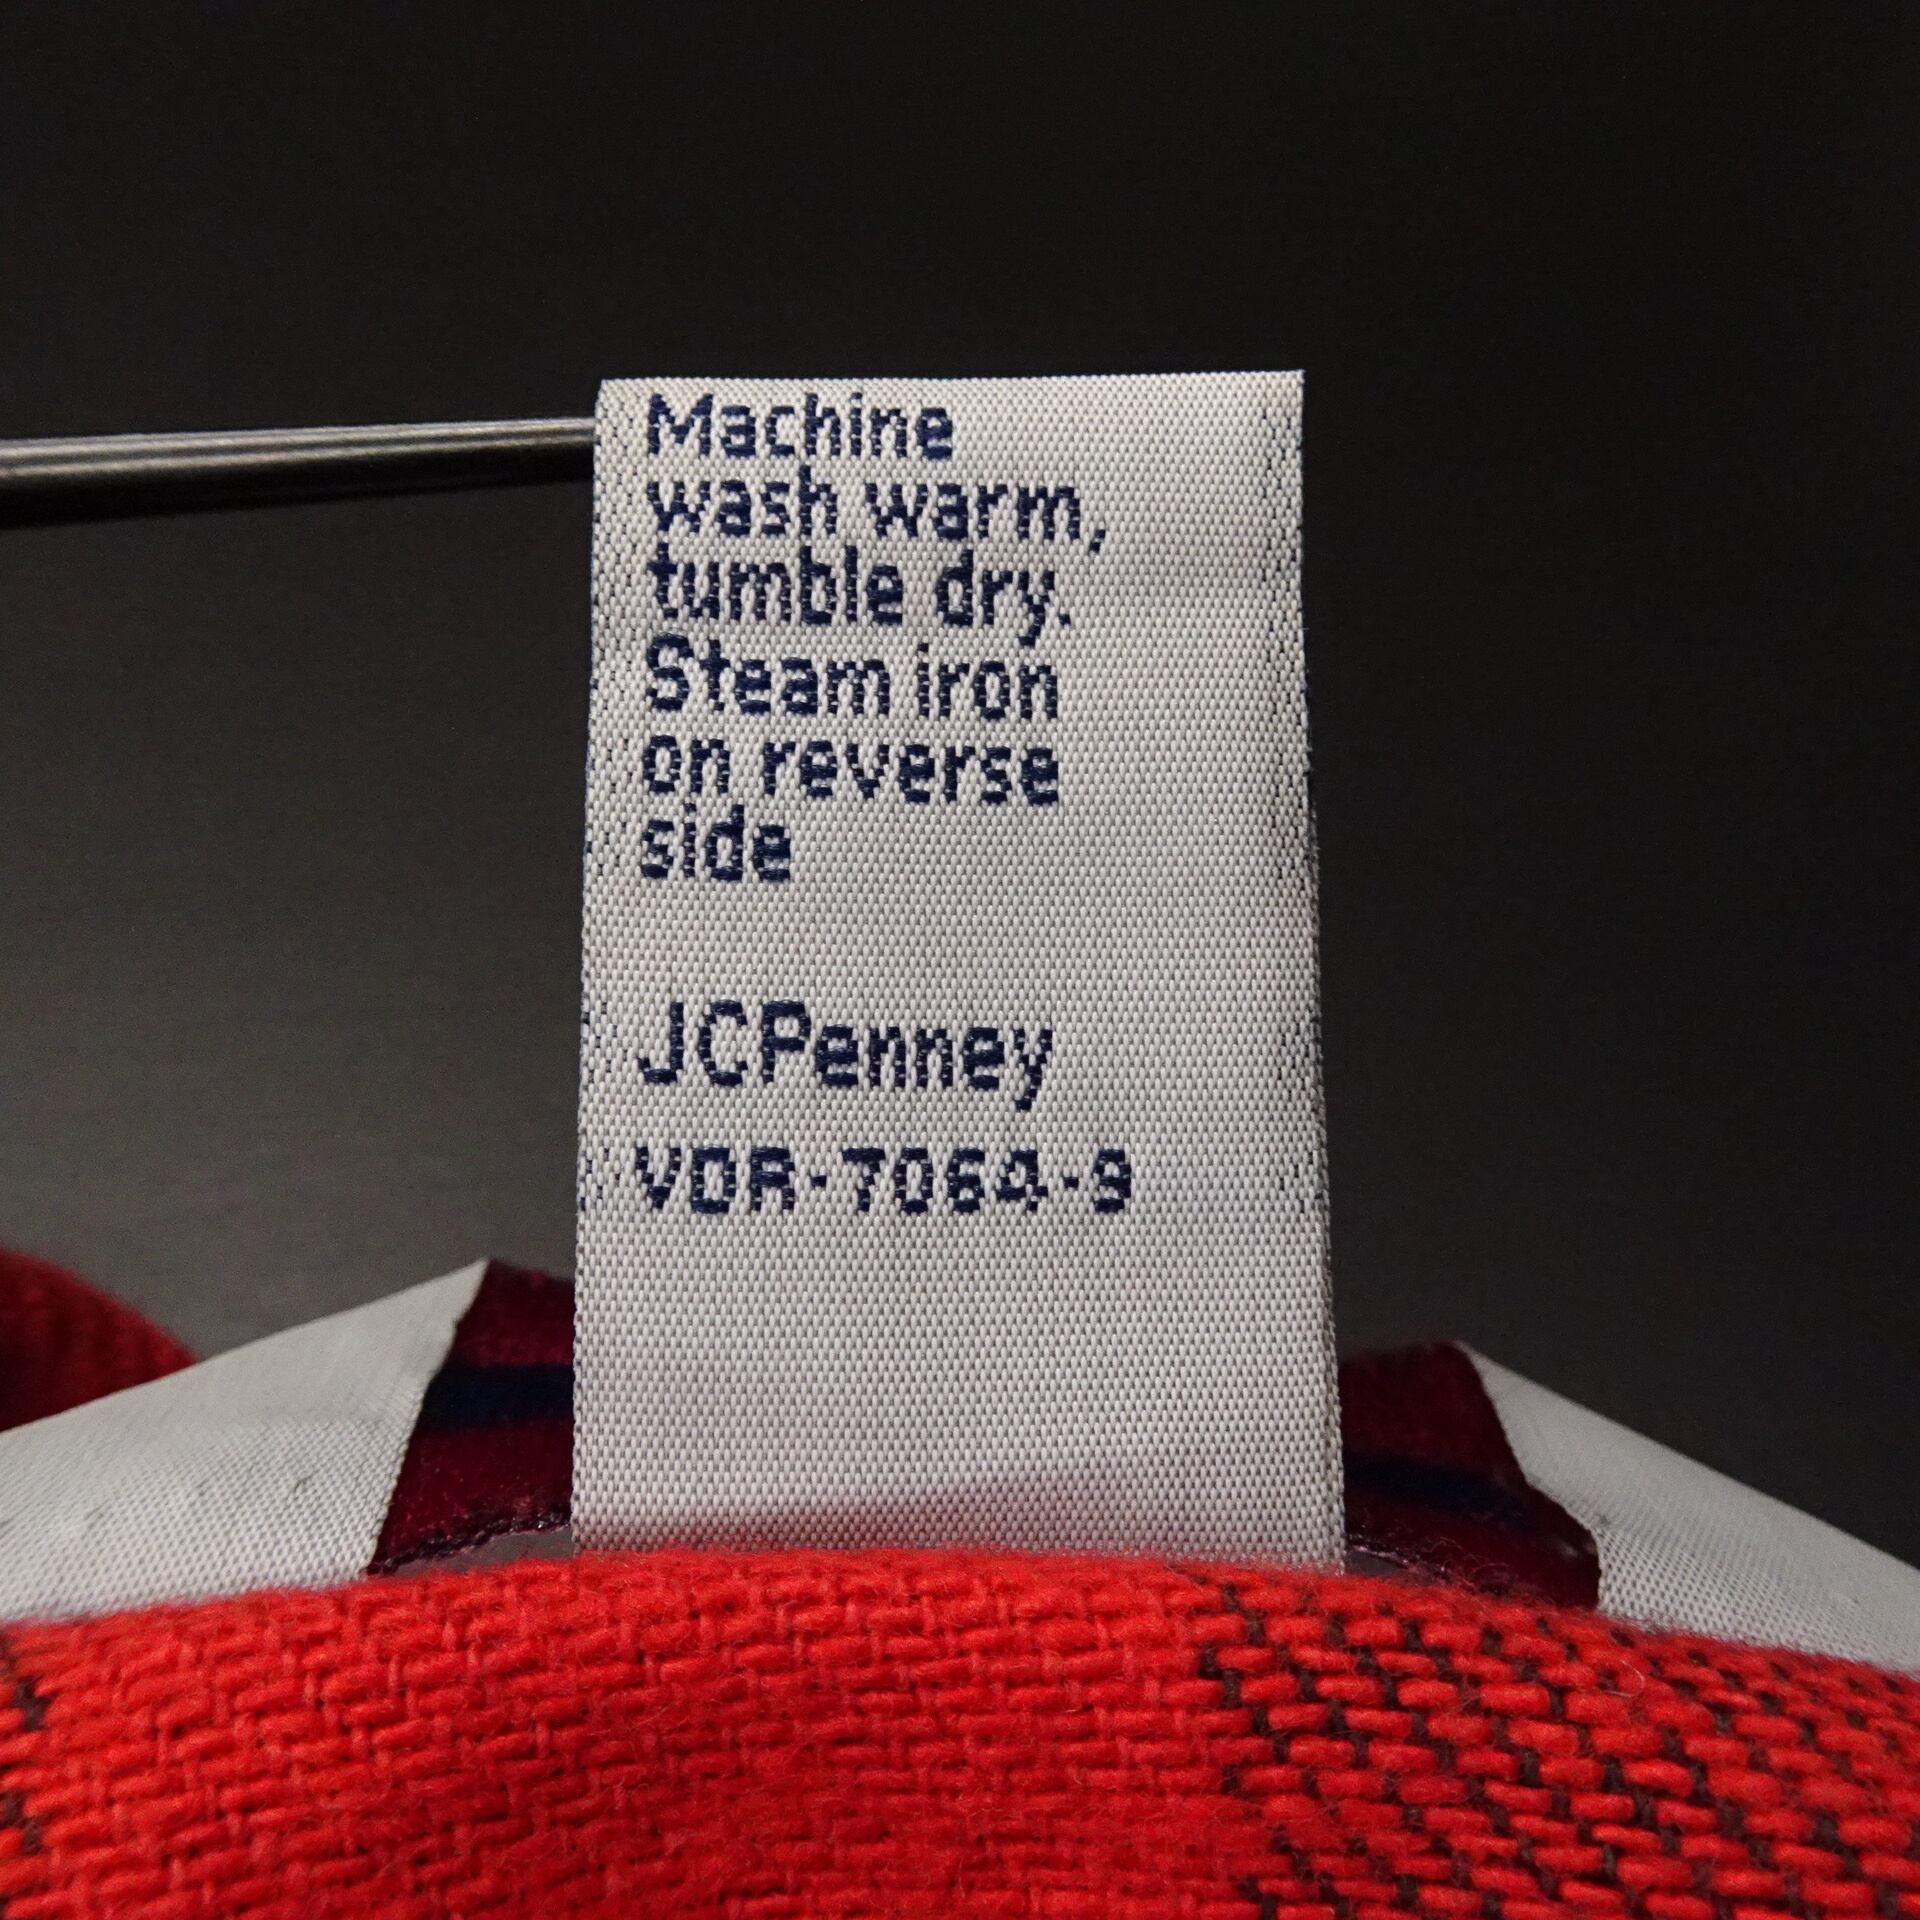 Machine
wash warm,
tumble dry.
Steam iron
on reverse
side
JCPenney
VDR-7064-9